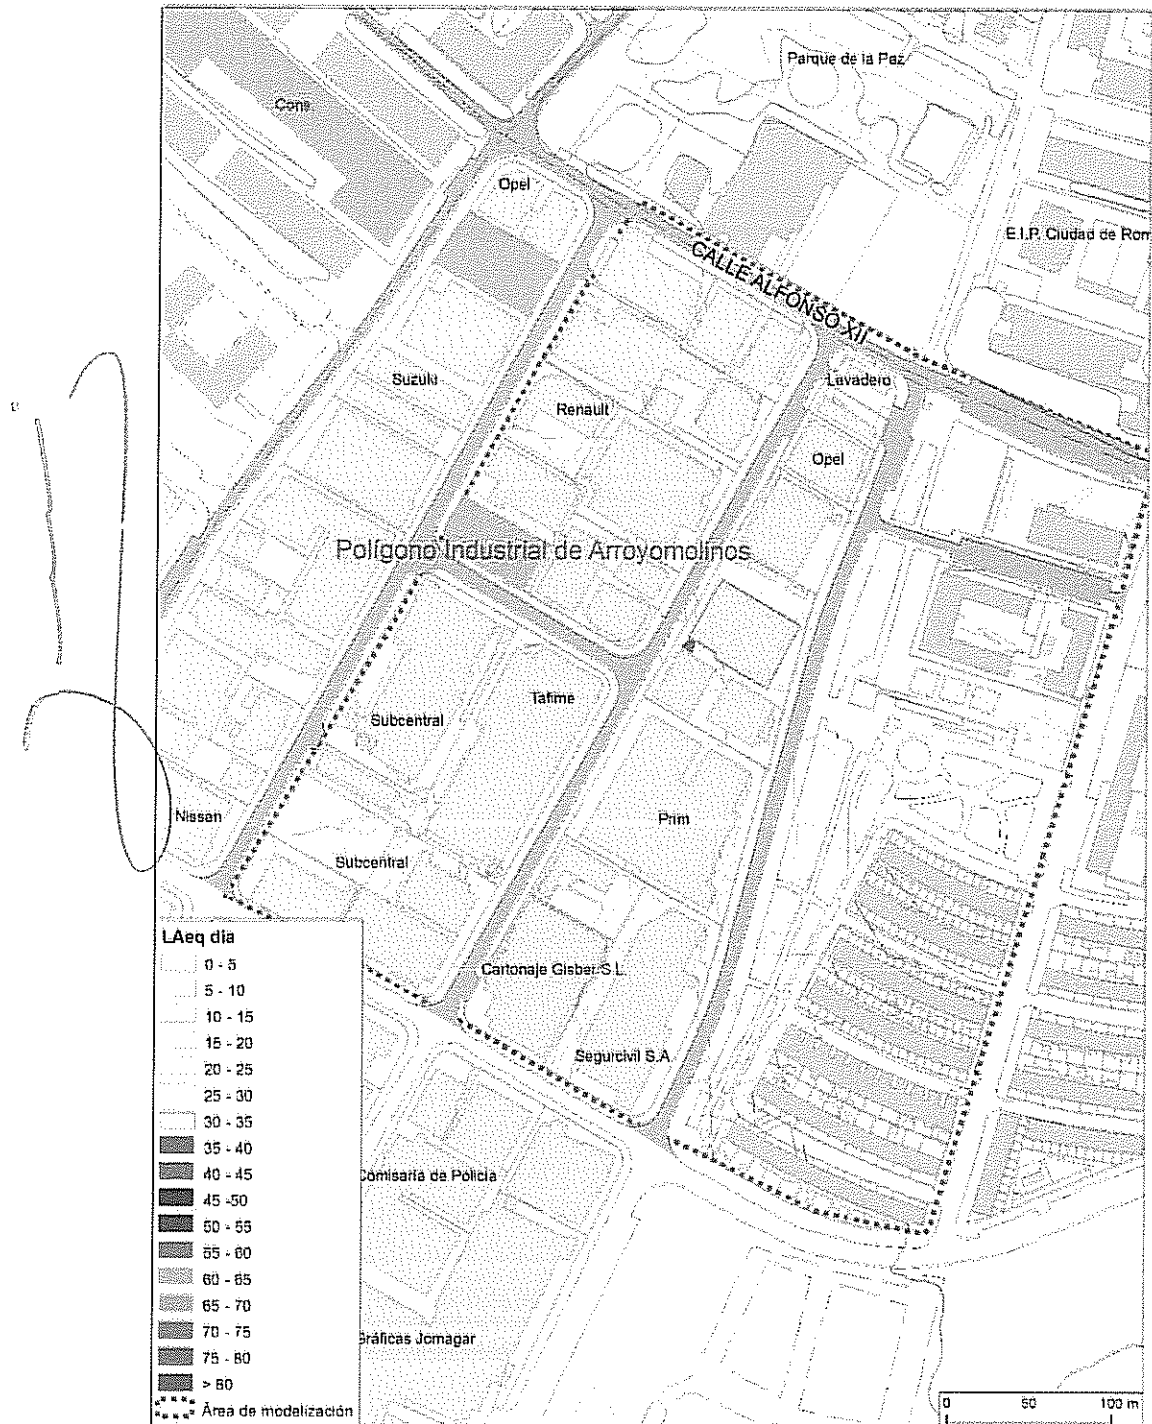 Parque de la Paz
Cons
Opel
E.I.P. Ciudad de Rom
CALLE ALFONSO XII
Suzuki
Lavadero
Renault
Opel
Polígono Industrial de Arroyomolinos
Tafime
Subcentral
Nissan
Prim
Subcentral
LAeq dia
0 - 5
5 - 10
10 - 15
15 - 20
20 - 25
25 - 30
30 - 35
35 - 40
40 - 45
45 -50
50 - 55
55 - 60
60 - 65
65 - 70
70 - 75
75 - 80
> 80
Área de modelización
Cartonaje Gisber S.L.
Segurcivil S.A
Comisaría de Policía
Gráficas Jomagar
0 50 100 m